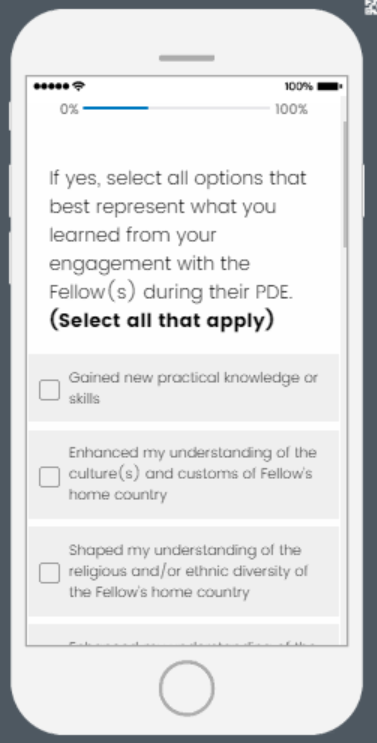 100%
0% 100%
If yes, select all options that
best represent what you
learned from your
engagement with the
Fellow(s) during their PDE.
(Select all that apply)
Gained new practical knowledge or
skills
Enhanced my understanding of the
culture(s) and customs of Fellow's
home country
Shaped my understanding of the
religious and/or ethnic diversity of
the Fellow's home country